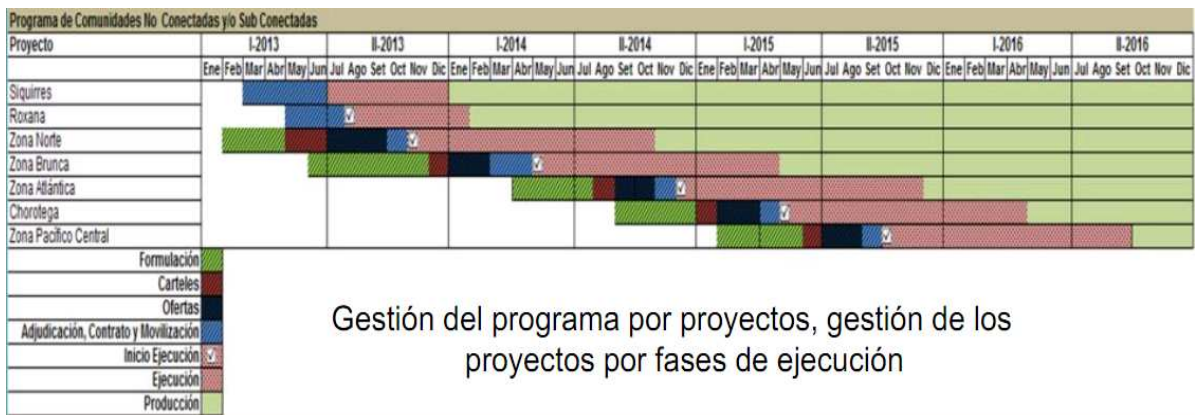 Programa de Comunidades No Conectadas y/o Sub Conectadas
Proyecto I-2013 II-2013 I-2014 II-2014 I-2015 II-2015 I-2016 II-2016
Ene Feb Mar Abr May Jun Jul Ago Set Oct Nov Dic Ene Feb Mar Abr May Jun Jul Ago Set Oct Nov Dic Ene Feb Mar Abr May Jun Jul Ago Set Oct Nov Dic Ene Feb Mar Abr May Jun Jul Ago Set Oct Nov Dic
Siquirres
Roxana
Zona Norte
Zona Brunca
Zona Atlántica
Chorotega
Zona Pacifico Central
Formulación
Carteles
Ofertas
Adjudicación, Contrato y Movilización
Inicio Ejecución
Ejecución
Producción
Gestión del programa por proyectos, gestión de los
proyectos por fases de ejecución